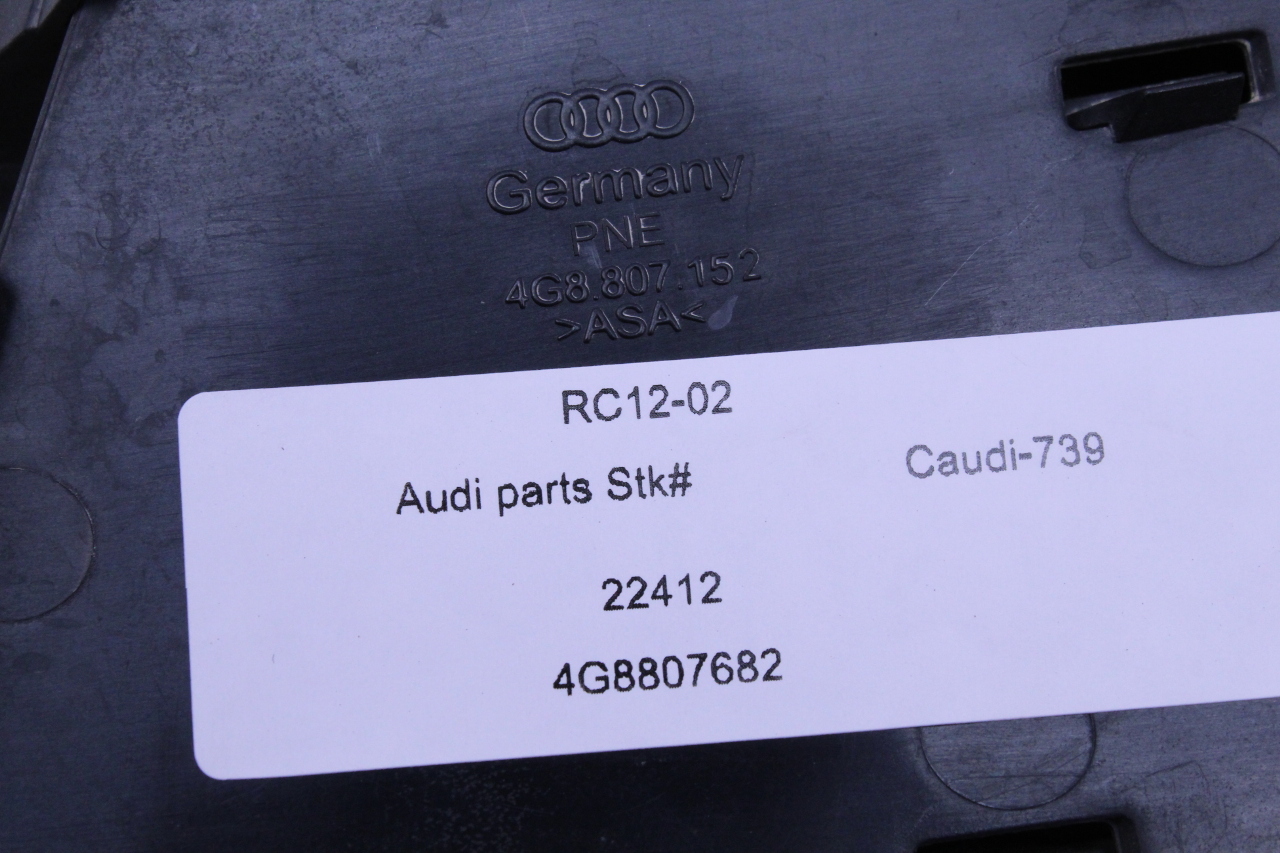 Germany
PNE
4G8.807.152
>ASA<
RC12-02
Audi parts Stk#
Caudi-739
22412
4G8807682